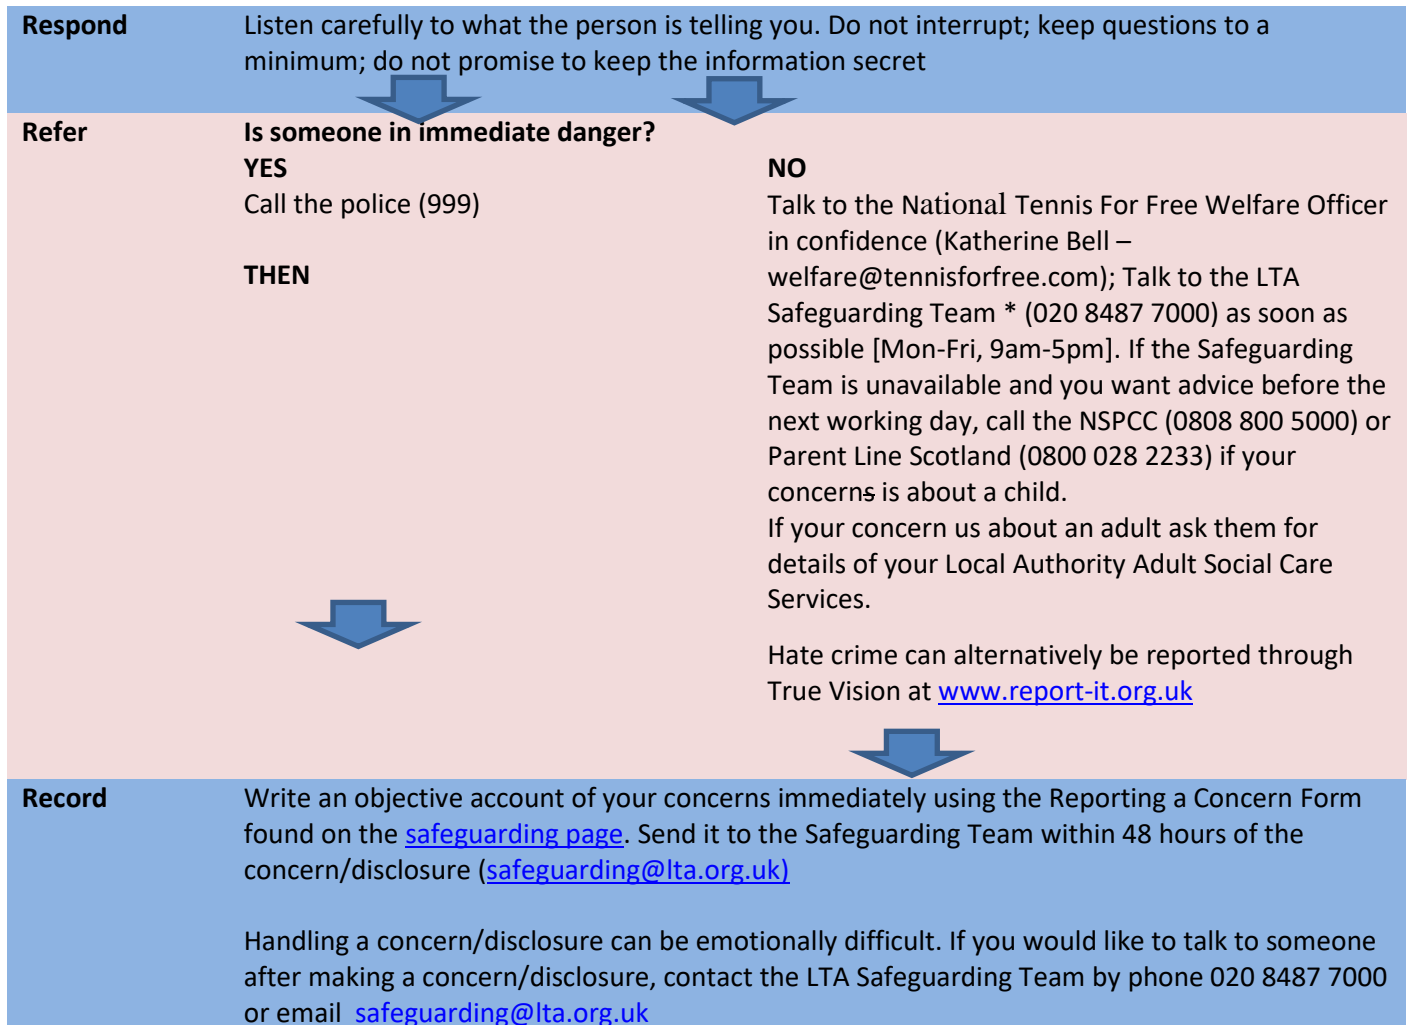 Respond
Listen carefully to what the person is telling you. Do not interrupt; keep questions to a
minimum; do not promise to keep the information secret
Refer
Is someone in immediate danger?
YES
Call the police (999)
THEN
NO
Talk to the National Tennis For Free Welfare Officer
in confidence (Katherine Bell –
welfare@tennisforfree.com); Talk to the LTA
Safeguarding Team * (020 8487 7000) as soon as
possible [Mon-Fri, 9am-5pm]. If the Safeguarding
Team is unavailable and you want advice before the
next working day, call the NSPCC (0808 800 5000) or
Parent Line Scotland (0800 028 2233) if your
concerns is about a child.
If your concern us about an adult ask them for
details of your Local Authority Adult Social Care
Services.
Hate crime can alternatively be reported through
True Vision at www.report-it.org.uk
Record
Write an objective account of your concerns immediately using the Reporting a Concern Form
found on the safeguarding page. Send it to the Safeguarding Team within 48 hours of the
concern/disclosure (safeguarding@lta.org.uk)
Handling a concern/disclosure can be emotionally difficult. If you would like to talk to someone
after making a concern/disclosure, contact the LTA Safeguarding Team by phone 020 8487 7000
or email safeguarding@lta.org.uk